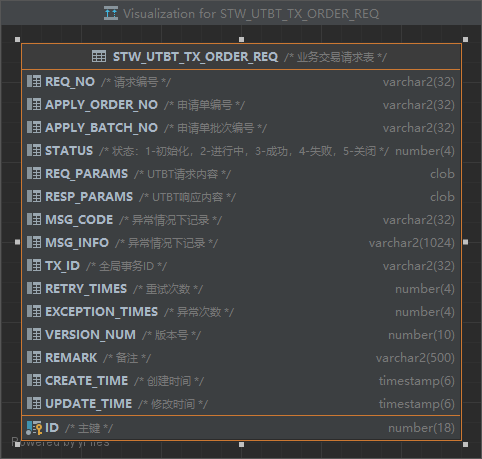 Visualization for STW_UTBT_TX_ORDER_REQ
STW_UTBT_TX_ORDER_REQ /* 业务交易请求表 */
REQ_NO /* 请求编号 */ varchar2(32)
APPLY_ORDER_NO /* 申请单编号 */ varchar2(32)
APPLY_BATCH_NO /* 申请单批次编号 */ varchar2(32)
STATUS /* 状态：1-初始化，2-进行中，3-成功，4-失败，5-关闭 */ number(4)
REQ_PARAMS /* UTBT请求内容 */ clob
RESP_PARAMS /* UTBT响应内容 */ clob
MSG_CODE /* 异常情况下记录 */ varchar2(32)
MSG_INFO /* 异常情况下记录 */ varchar2(1024)
TX_ID /* 全局事务ID */ varchar2(32)
RETRY_TIMES /* 重试次数 */ number(4)
EXCEPTION_TIMES /* 异常次数 */ number(4)
VERSION_NUM /* 版本号 */ number(10)
REMARK /* 备注 */ varchar2(500)
CREATE_TIME /* 创建时间 */ timestamp(6)
UPDATE_TIME /* 修改时间 */ timestamp(6)
ID /* 主键 */ number(18)
Powered by yFiles